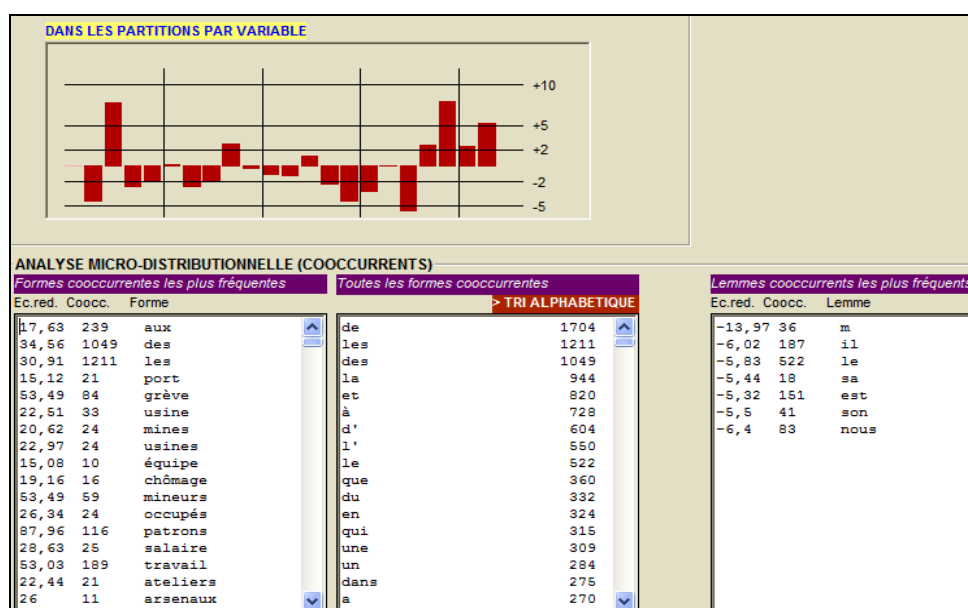 DANS LES PARTITIONS PAR VARIABLE
+10
+5
+2
-2
-5
ANALYSE MICRO-DISTRIBUTIONNELLE (COOCCURRENTS)
Formes cooccurrentes les plus fréquentes
Ec.red. Coocc. Forme
17,63 239 aux
34,56 1049 des
30,91 1211 les
15,12 21 port
53,49 84 grève
22,51 33 usine
20,62 24 mines
22,97 24 usines
15,08 10 équipe
19,16 16 chômage
53,49 59 mineurs
26,34 24 occupés
87,96 116 patrons
28,63 25 salaire
53,03 189 travail
22,44 21 ateliers
26 11 arsenaux
Toutes les formes cooccurrentes
> TRI ALPHABETIQUE
de 1704
les 1211
des 1049
la 944
et 820
à 728
d' 604
l' 550
le 522
que 360
du 332
en 324
qui 315
une 309
un 284
dans 275
a 270
Lemmes cooccurrents les plus fréquents
Ec.red. Coocc. Lemme
-13,97 36 m
-6,02 187 il
-5,83 522 le
-5,44 18 sa
-5,32 151 est
-5,5 41 son
-6,4 83 nous